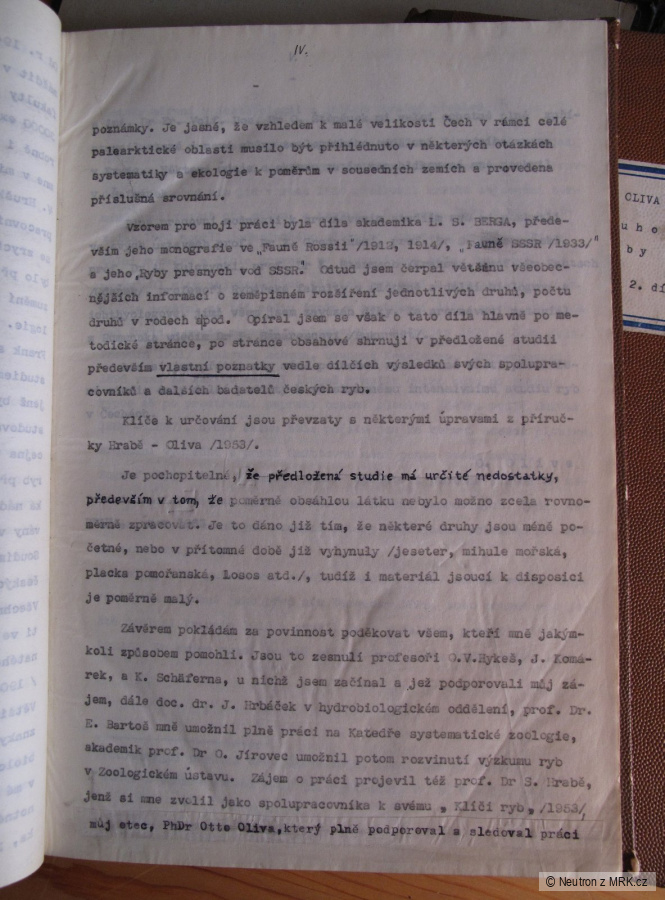 IV.
poznámky. Je jasné, že vzhledem k malé velikosti Čech v rámci celé
palearktické oblasti musilo být přihlédnuto v některých otázkách
systematiky a ekologie k poměrům v sousedních zemích a provedena
příslušná srovnání.
Vzorem pro moji práci byla díla akademika L. S. BERGA, přede-
vším jeho monografie ve „Fauně Rossii"/1912, 1914/, „Fauně SSSR /1933/"
a jeho „Ryby presnych vod SSSR." Odtud jsem čerpal většinu všeobec-
nějších informací o zeměpisném rozšíření jednotlivých druhů, počtu
druhů v rodech apod. Opíral jsem se však o tato díla hlavně po me-
todické stránce, po stránce obsahové shrnuji v předložené studii
především vlastní poznatky vedle dílčích výsledků svých spolupra-
covníků a dalších badatelů českých ryb.
Klíče k určování jsou převzaty s některými úpravami z příruč-
ky Hrabě - Oliva /1953/.
Je pochopitelné, že předložená studie má určité nedostatky,
především v tom, že poměrně obsáhlou látku nebylo možno zcela rovno-
měrně zpracovat. Je to dáno již tím, že některé druhy jsou méně po-
četné, nebo v přítomné době již vyhynuly /jeseter, mihule mořská,
placka pomořanská, losos atd./, tudíž i materiál jsoucí k disposici
je poměrně malý.
Závěrem pokládám za povinnost poděkovat všem, kteří mně jakým-
koli způsobem pomohli. Jsou to zesnulí profesoři O.V.Hykeš, J. Komá-
rek, a K. Schäferna, u nichž jsem začínal a jež podporovali můj zá-
jem, dále doc. dr. J. Hrbáček v hydrobiologickém oddělení, prof. Dr.
E. Bartoš mně umožnil plně práci na Katedře systematické zoologie,
akademik prof. Dr O. Jírovec umožnil potom rozvinutí výzkumu ryb
v Zoologickém ústavu. Zájem o práci projevil též prof. Dr S. Hrabě,
jenž si mne zvolil jako spolupracovníka k svému „ Klíči ryb „ /1953/
můj otec, PhDr Otto Oliva,který plně podporoval a sledoval práci
OLIVA
2. dí
© Neutron z MRK.cz